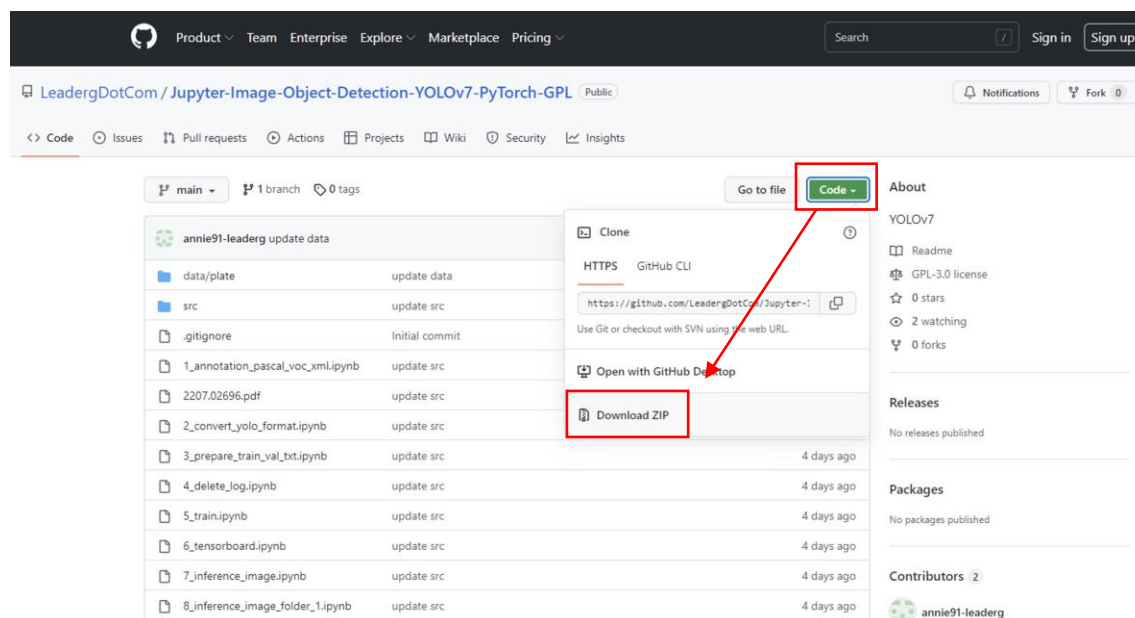 Product Team Enterprise Explore Marketplace Pricing Search / Sign in Sign up
LeadergDotCom / Jupyter-Image-Object-Detection-YOLOv7-PyTorch-GPL Public Notifications Fork 0
<> Code Issues Pull requests Actions Projects Wiki Security Insights
main 1 branch 0 tags Go to file Code
annie91-leaderg update data
data/plate update data
src update src
.gitignore Initial commit
1_annotation_pascal_voc_xml.ipynb update src
2207.02696.pdf update src
2_convert_yolo_format.ipynb update src
3_prepare_train_val_txt.ipynb update src 4 days ago
4_delete_log.ipynb update src 4 days ago
5_train.ipynb update src 4 days ago
6_tensorboard.ipynb update src 4 days ago
7_inference_image.ipynb update src 4 days ago
8_inference_image_folder_1.ipynb update src 4 days ago
Clone ?
HTTPS GitHub CLI
https://github.com/LeadergDotCom/Jupyter-
Use Git or checkout with SVN using the web URL.
Open with GitHub Desktop
Download ZIP
About
YOLOv7
Readme
GPL-3.0 license
0 stars
2 watching
0 forks
Releases
No releases published
Packages
No packages published
Contributors 2
annie91-leaderg